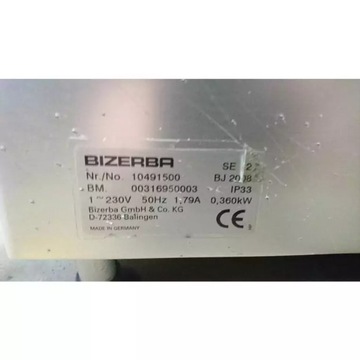 BIZERBA SE
Nr./No. 10491500 BJ
BM. 00316950003 IP33
1~230V 50Hz 1,79A 0,360kW
Bizerba GmbH & Co. KG
D-72336 Balingen
MADE IN GERMANY CE